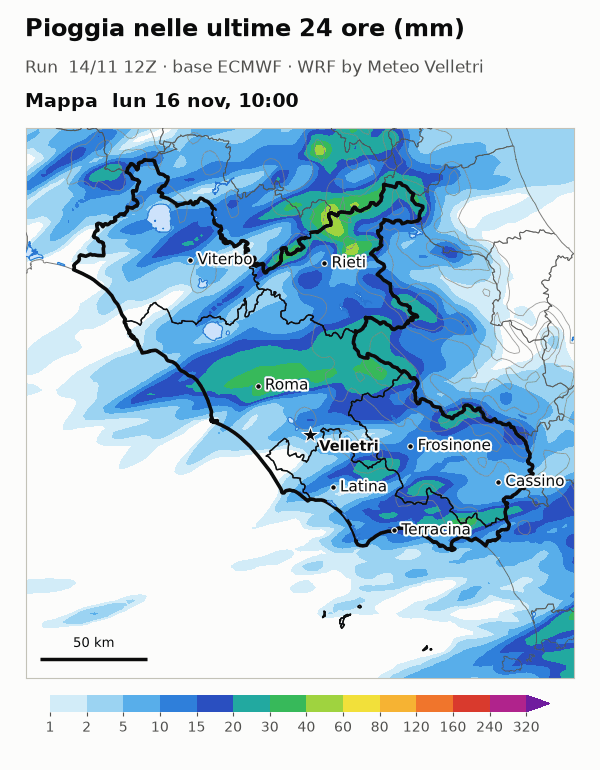 Pioggia nelle ultime 24 ore (mm)
Run 14/11 12Z · base ECMWF · WRF by Meteo Velletri
Mappa lun 16 nov, 10:00
Viterbo
Rieti
Roma
Velletri
Frosinone
Cassino
Latina
Terracina
50 km
1 2 5 10 15 20 30 40 60 80 120 160 240 320